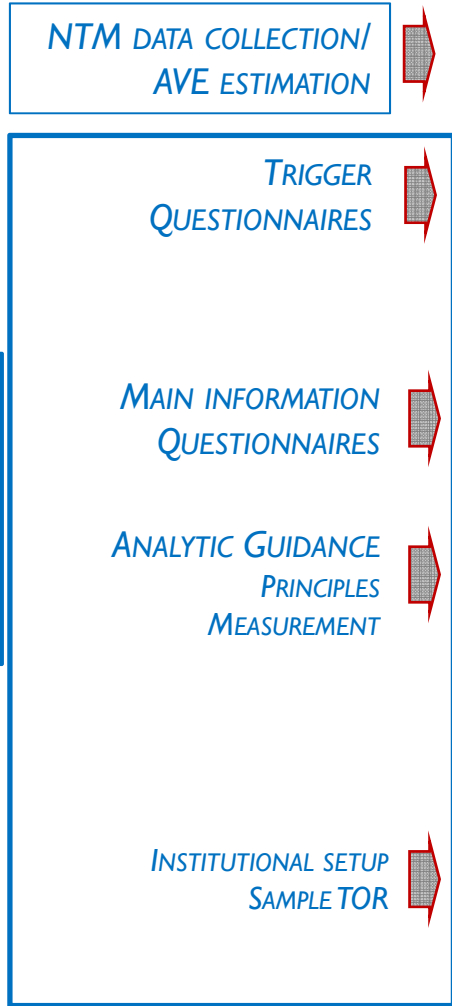 NTM DATA COLLECTION/
AVE ESTIMATION
TRIGGER
QUESTIONNAIRES
MAIN INFORMATION
QUESTIONNAIRES
ANALYTIC GUIDANCE
PRINCIPLES
MEASUREMENT
INSTITUTIONAL SETUP
SAMPLE TOR